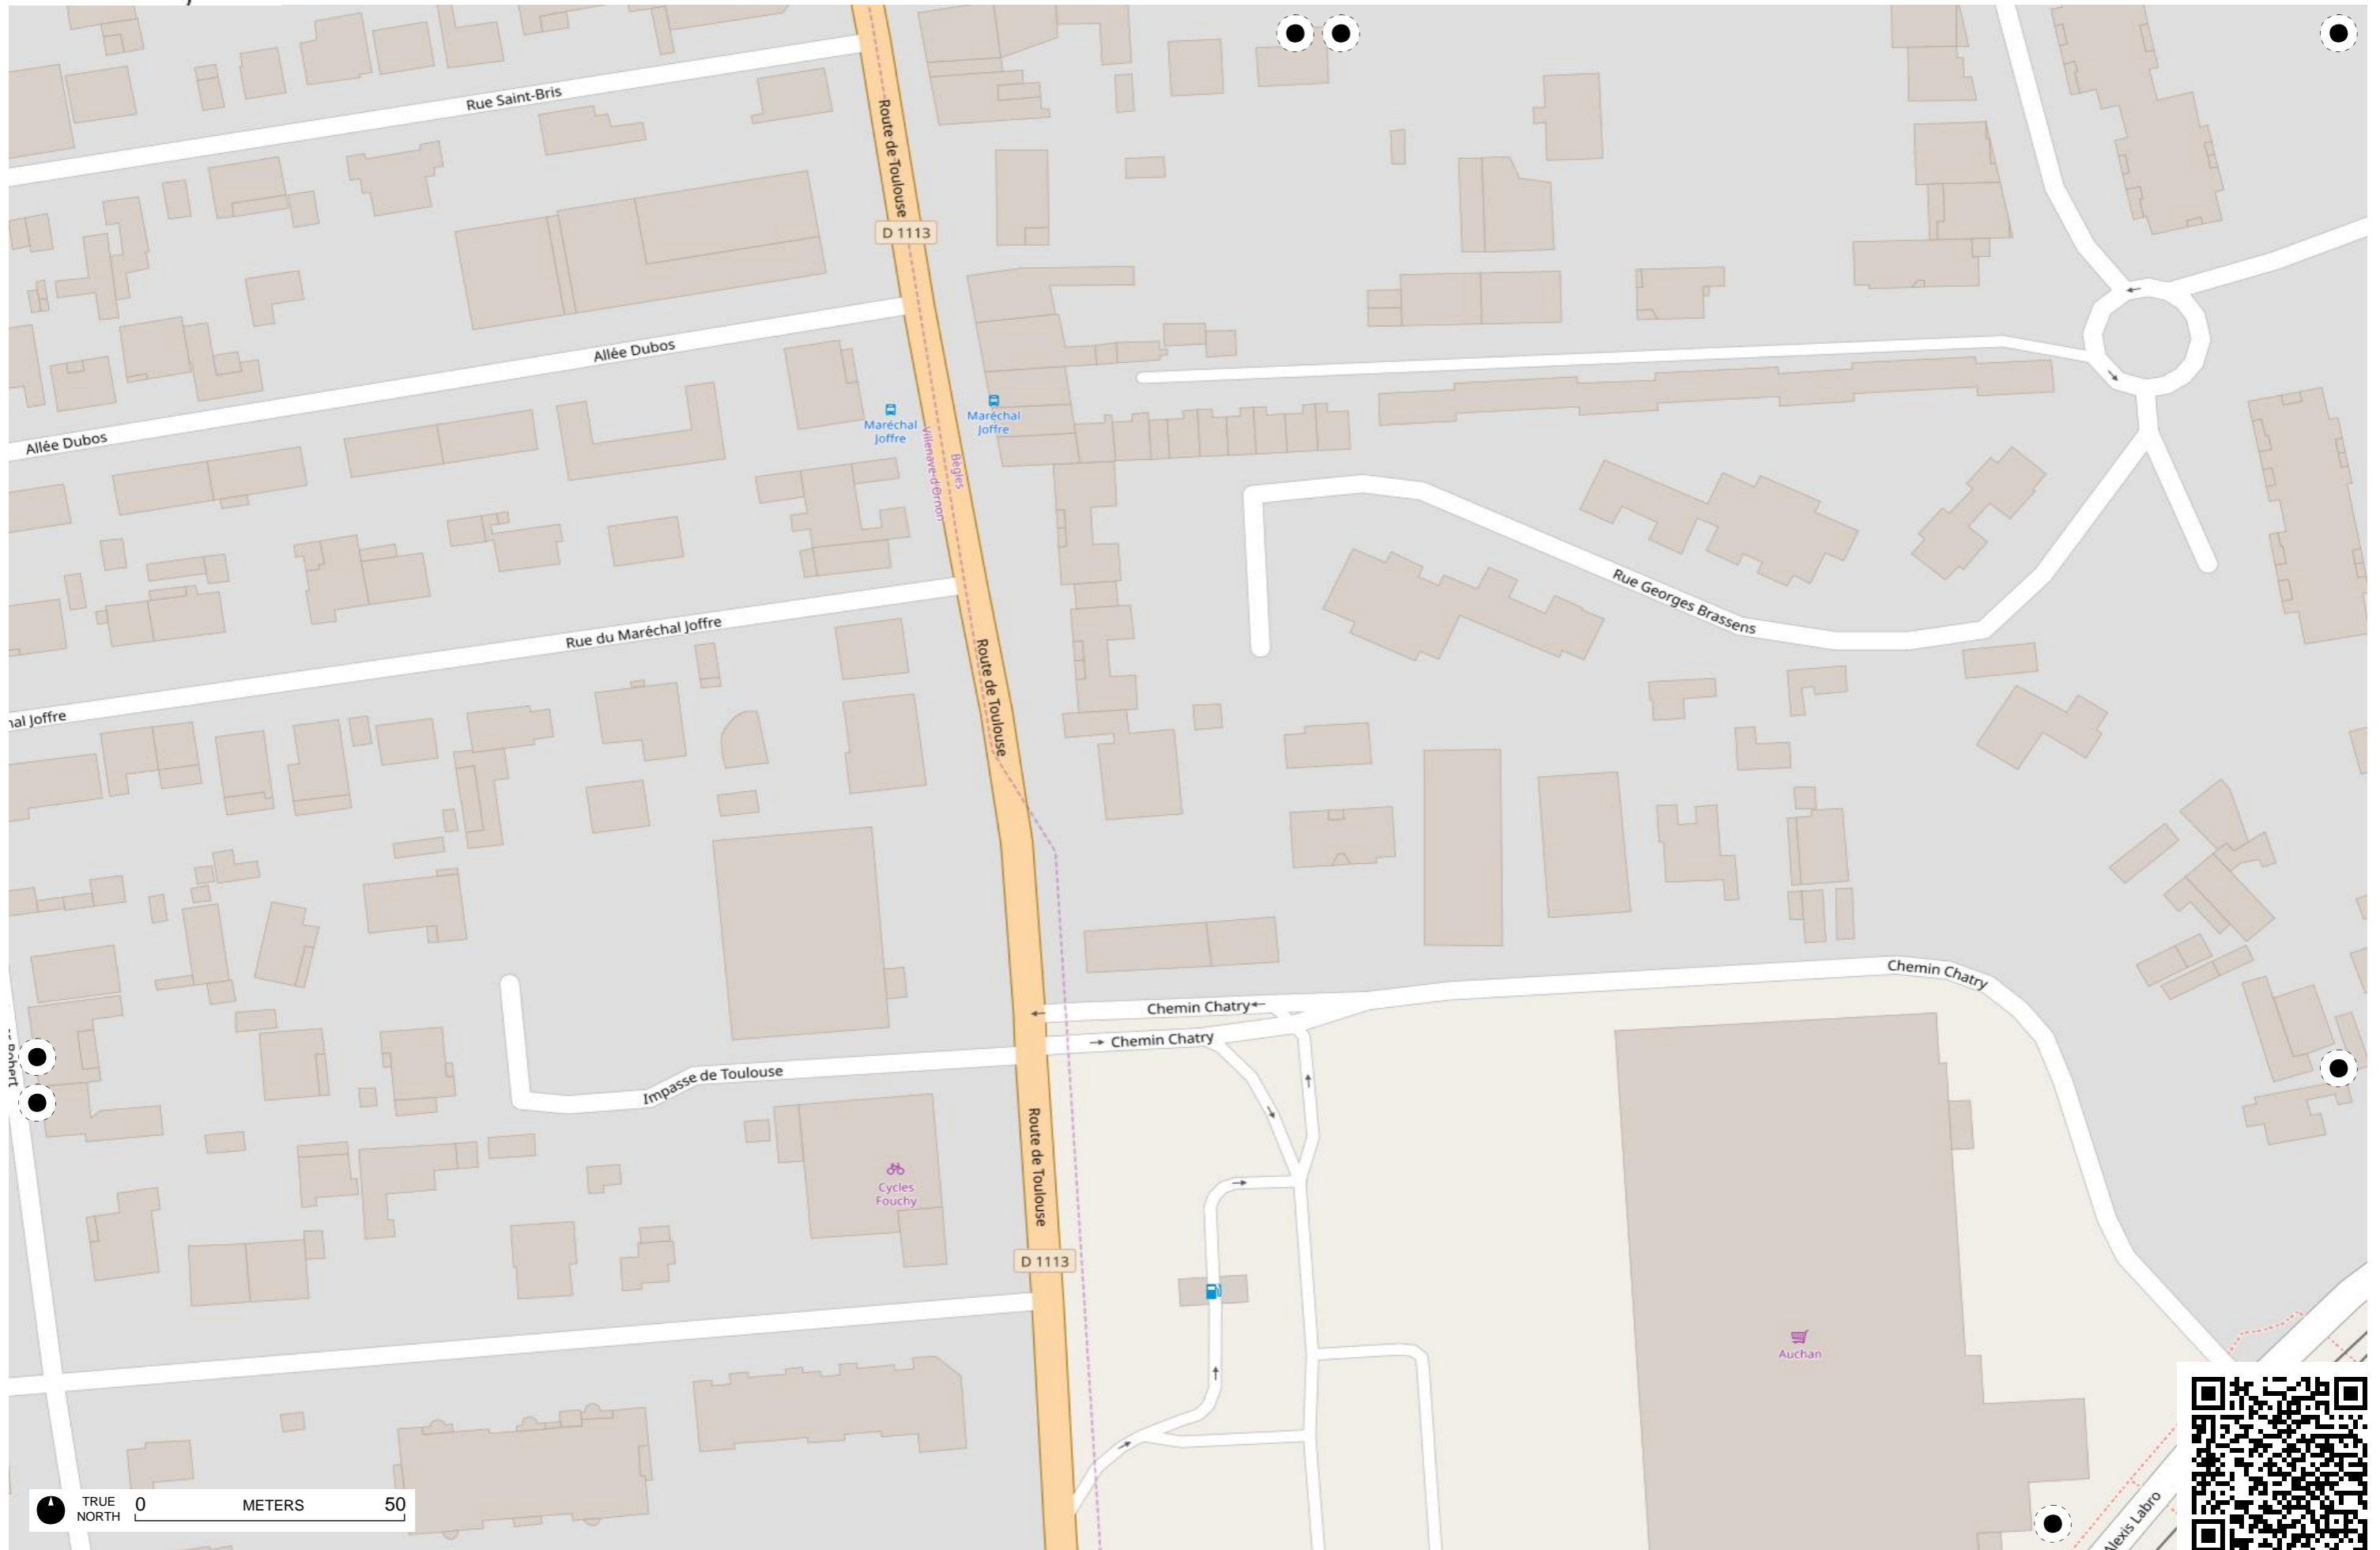 Rue Saint-Bris
Route de Toulouse
D 1113
Allée Dubos
Allée Dubos
Maréchal
Joffre
Maréchal
Joffre
Villenave-d'Ornon
Bègles
Rue Georges Brassens
Rue du Maréchal Joffre
Route de Toulouse
nal Joffre
Chemin Chatry
Chemin Chatry
Chemin Chatry
Impasse de Toulouse
Route de Toulouse
Cycles
Fouchy
D 1113
Auchan
TRUE
NORTH
0 METERS 50
Alexis Labro